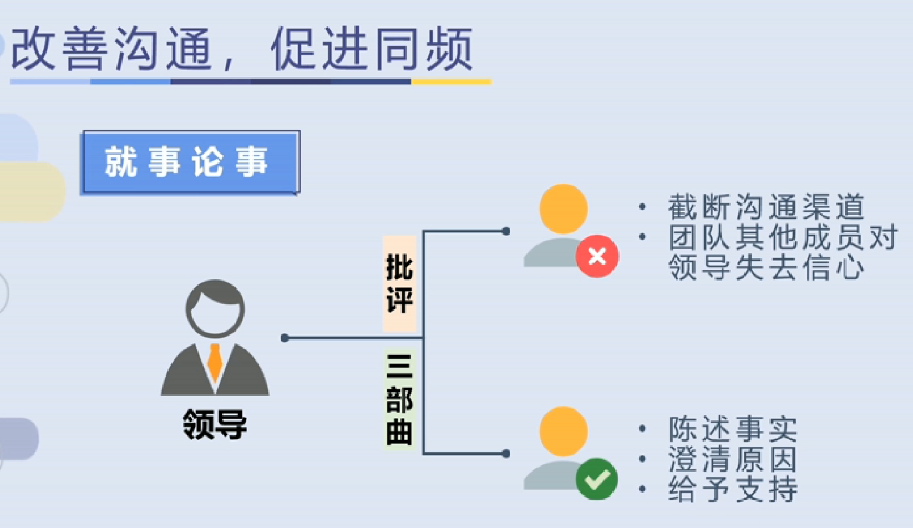 改善沟通，促进同频
就事论事
批评
三部曲
领导
• 截断沟通渠道
• 团队其他成员对
领导失去信心
• 陈述事实
• 澄清原因
• 给予支持